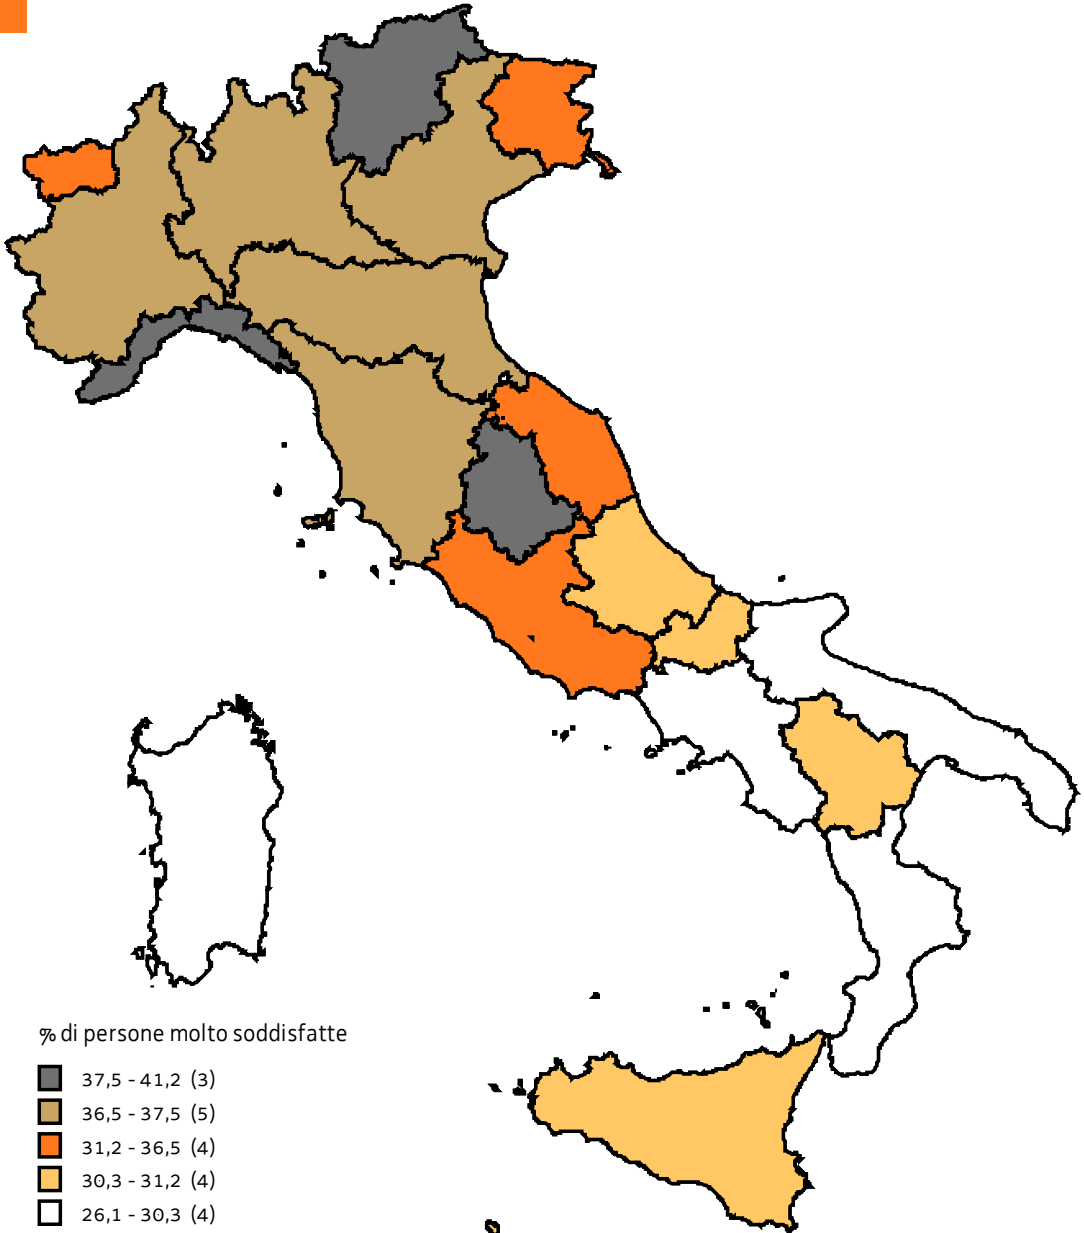 % di persone molto soddisfatte
37,5 - 41,2 (3)
36,5 - 37,5 (5)
31,2 - 36,5 (4)
30,3 - 31,2 (4)
26,1 - 30,3 (4)